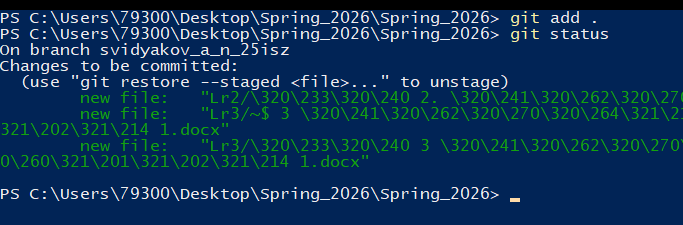 PS C:\Users\79300\Desktop\Spring_2026\Spring_2026> git add .
PS C:\Users\79300\Desktop\Spring_2026\Spring_2026> git status
On branch svidyakov_a_n_25isz
Changes to be committed:
  (use "git restore --staged <file>..." to unstage)
        new file:   "Lr2/\320\233\320\240 2. \320\241\320\262\320\270
        new file:   "Lr3/~$ 3 \320\241\320\262\320\270\320\264\321\21
321\202\321\214 1.docx"
        new file:   "Lr3/\320\233\320\240 3 \320\241\320\262\320\270
0\260\321\201\321\202\321\214 1.docx"
PS C:\Users\79300\Desktop\Spring_2026\Spring_2026>